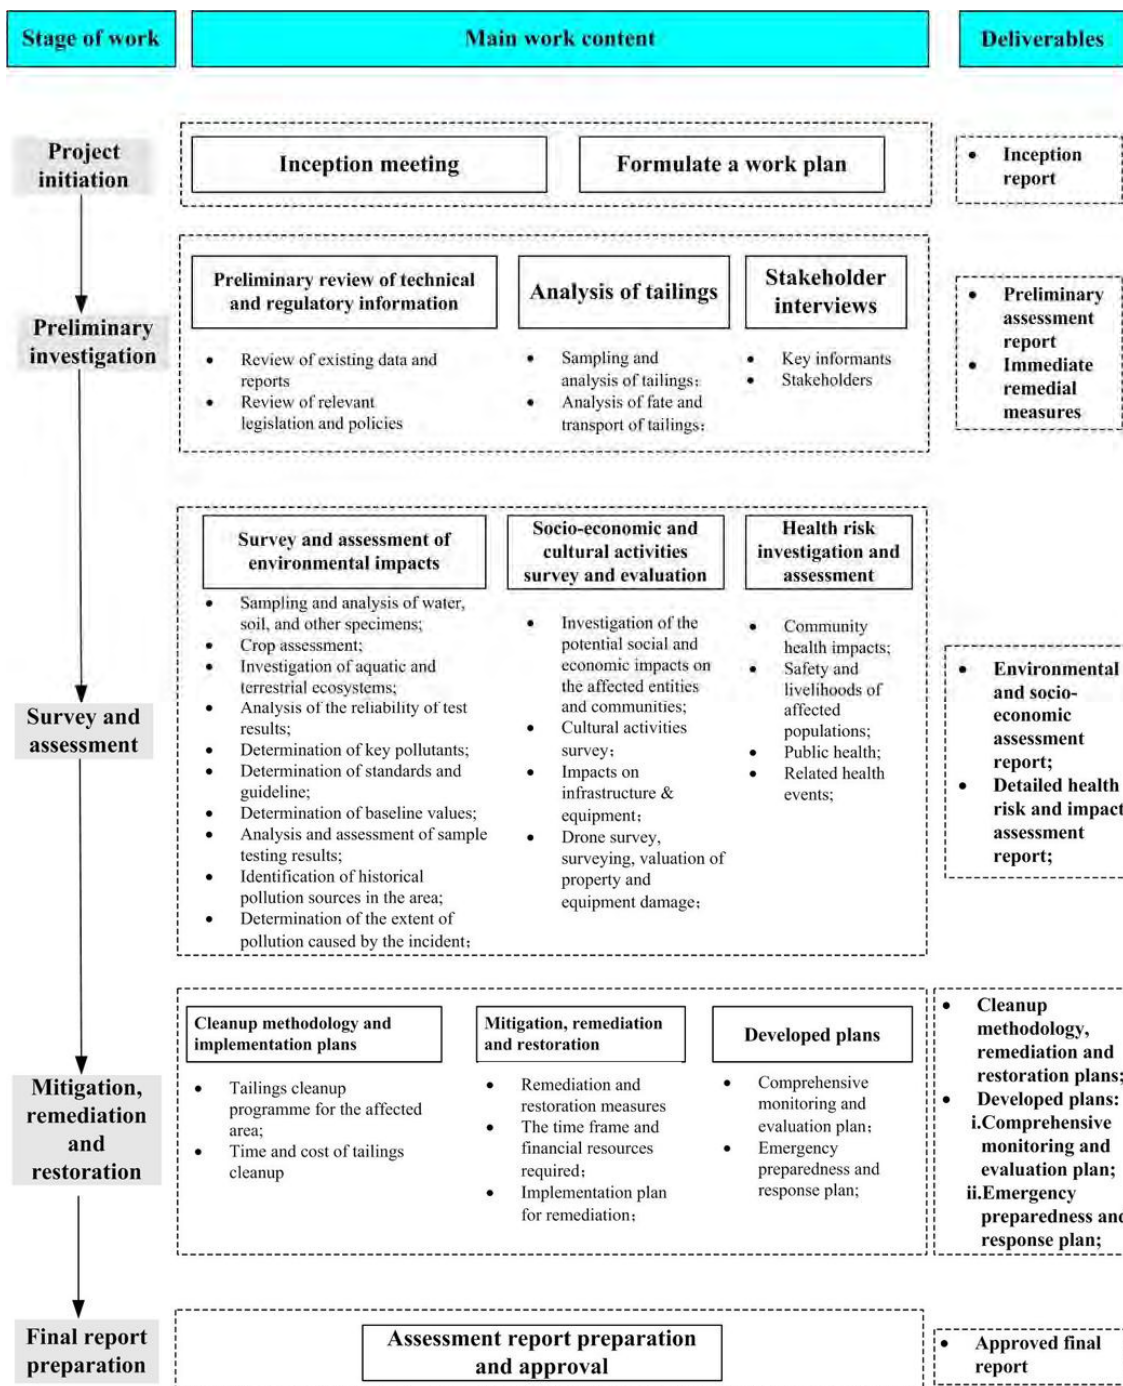 Stage of work
Main work content
Deliverables
Project
initiation
Inception meeting
Formulate a work plan
• Inception
report
Preliminary
investigation
Preliminary review of technical
and regulatory information
• Review of existing data and
reports
• Review of relevant
legislation and policies
Analysis of tailings
• Sampling and
analysis of tailings;
• Analysis of fate and
transport of tailings;
Stakeholder
interviews
• Key informants
• Stakeholders
• Preliminary
assessment
report
• Immediate
remedial
measures
Survey and
assessment
Survey and assessment of
environmental impacts
• Sampling and analysis of water,
soil, and other specimens;
• Crop assessment;
• Investigation of aquatic and
terrestrial ecosystems;
• Analysis of the reliability of test
results;
• Determination of key pollutants;
• Determination of standards and
guideline;
• Determination of baseline values;
• Analysis and assessment of sample
testing results;
• Identification of historical
pollution sources in the area;
• Determination of the extent of
pollution caused by the incident;
Socio-economic and
cultural activities
survey and evaluation
• Investigation of the
potential social and
economic impacts on
the affected entities
and communities;
• Cultural activities
survey;
• Impacts on
infrastructure &
equipment;
• Drone survey,
surveying, valuation of
property and
equipment damage;
Health risk
investigation and
assessment
• Community
health impacts;
• Safety and
livelihoods of
affected
populations;
• Public health;
• Related health
events;
• Environmental
and socio-
economic
assessment
report;
• Detailed health
risk and impact
assessment
report;
Mitigation,
remediation
and
restoration
Cleanup methodology and
implementation plans
• Tailings cleanup
programme for the affected
area;
• Time and cost of tailings
cleanup
Mitigation, remediation
and restoration
• Remediation and
restoration measures
• The time frame and
financial resources
required;
• Implementation plan
for remediation;
Developed plans
• Comprehensive
monitoring and
evaluation plan;
• Emergency
preparedness and
response plan;
• Cleanup
methodology,
remediation and
restoration plans;
• Developed plans:
i.Comprehensive
monitoring and
evaluation plan;
ii.Emergency
preparedness and
response plan;
Final report
preparation
Assessment report preparation
and approval
• Approved final
report